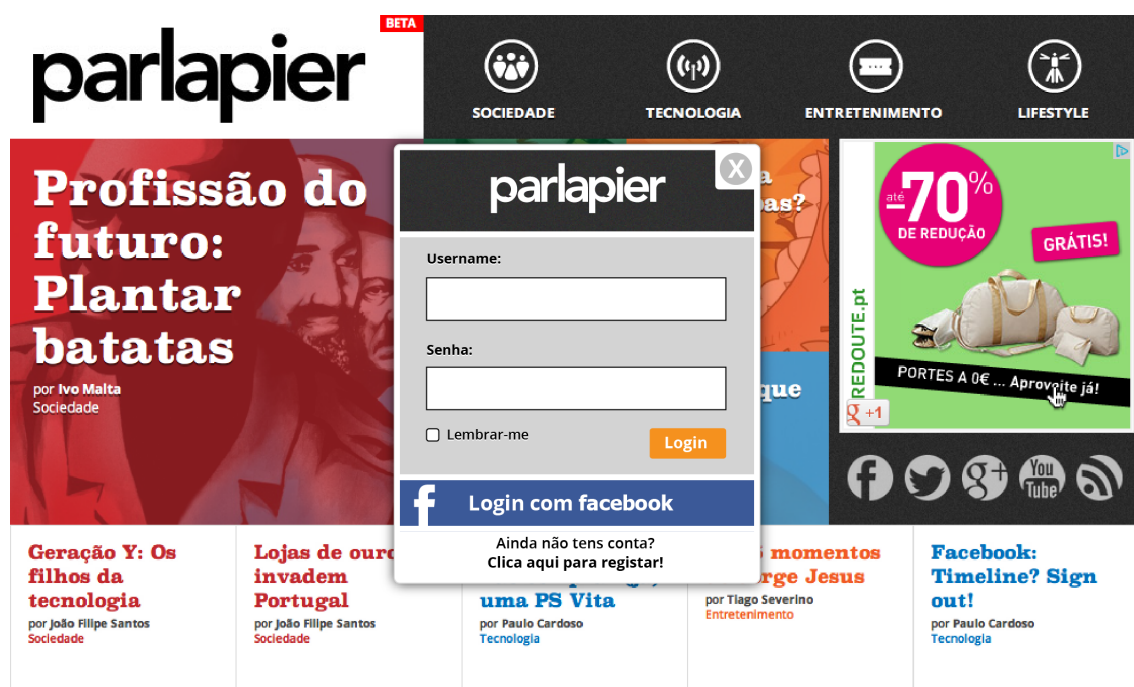 BETA
parlapier
SOCIEDADE
TECNOLOGIA
ENTRETENIMENTO
LIFESTYLE
Profissão do
futuro:
Plantar
batatas
por Ivo Malta
Sociedade
X
parlapier
Username:
Senha:
Lembrar-me
Login
f Login com facebook
Ainda não tens conta?
Clica aqui para registar!
que
até
-70%
DE REDUÇÃO
GRÁTIS!
REDOUTE.pt
PORTES A 0€ ... Aproveite já!
g +1
f
g+
You
Tube
Geração Y: Os
filhos da
tecnologia
por João Filipe Santos
Sociedade
Lojas de ouro
invadem
Portugal
por João Filipe Santos
Sociedade
uma PS Vita
por Paulo Cardoso
Tecnologia
momentos
Jesus
por Tiago Severino
Entretenimento
Facebook:
Timeline? Sign
out!
por Paulo Cardoso
Tecnologia